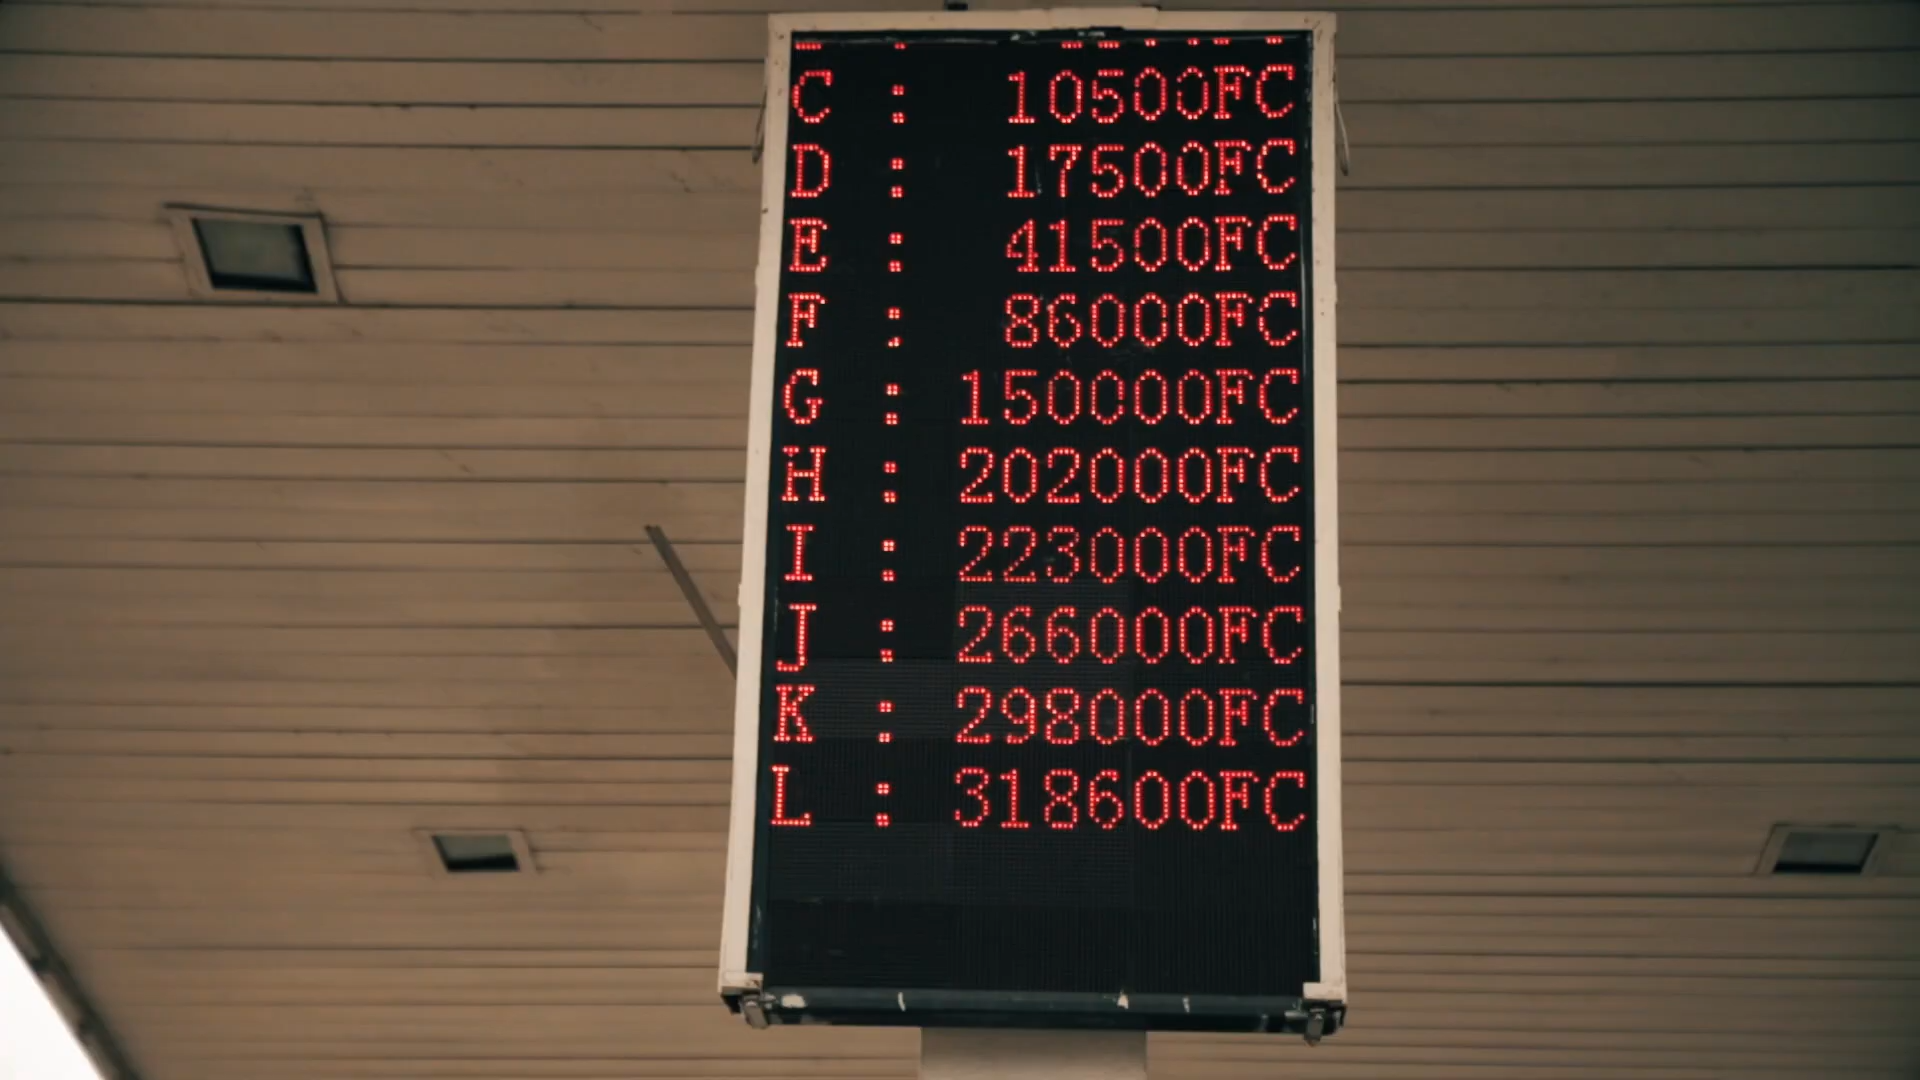 C : 10500FC
D : 17500FC
E : 41500FC
F : 86000FC
G : 150000FC
H : 202000FC
I : 223000FC
J : 266000FC
K : 298000FC
L : 318600FC